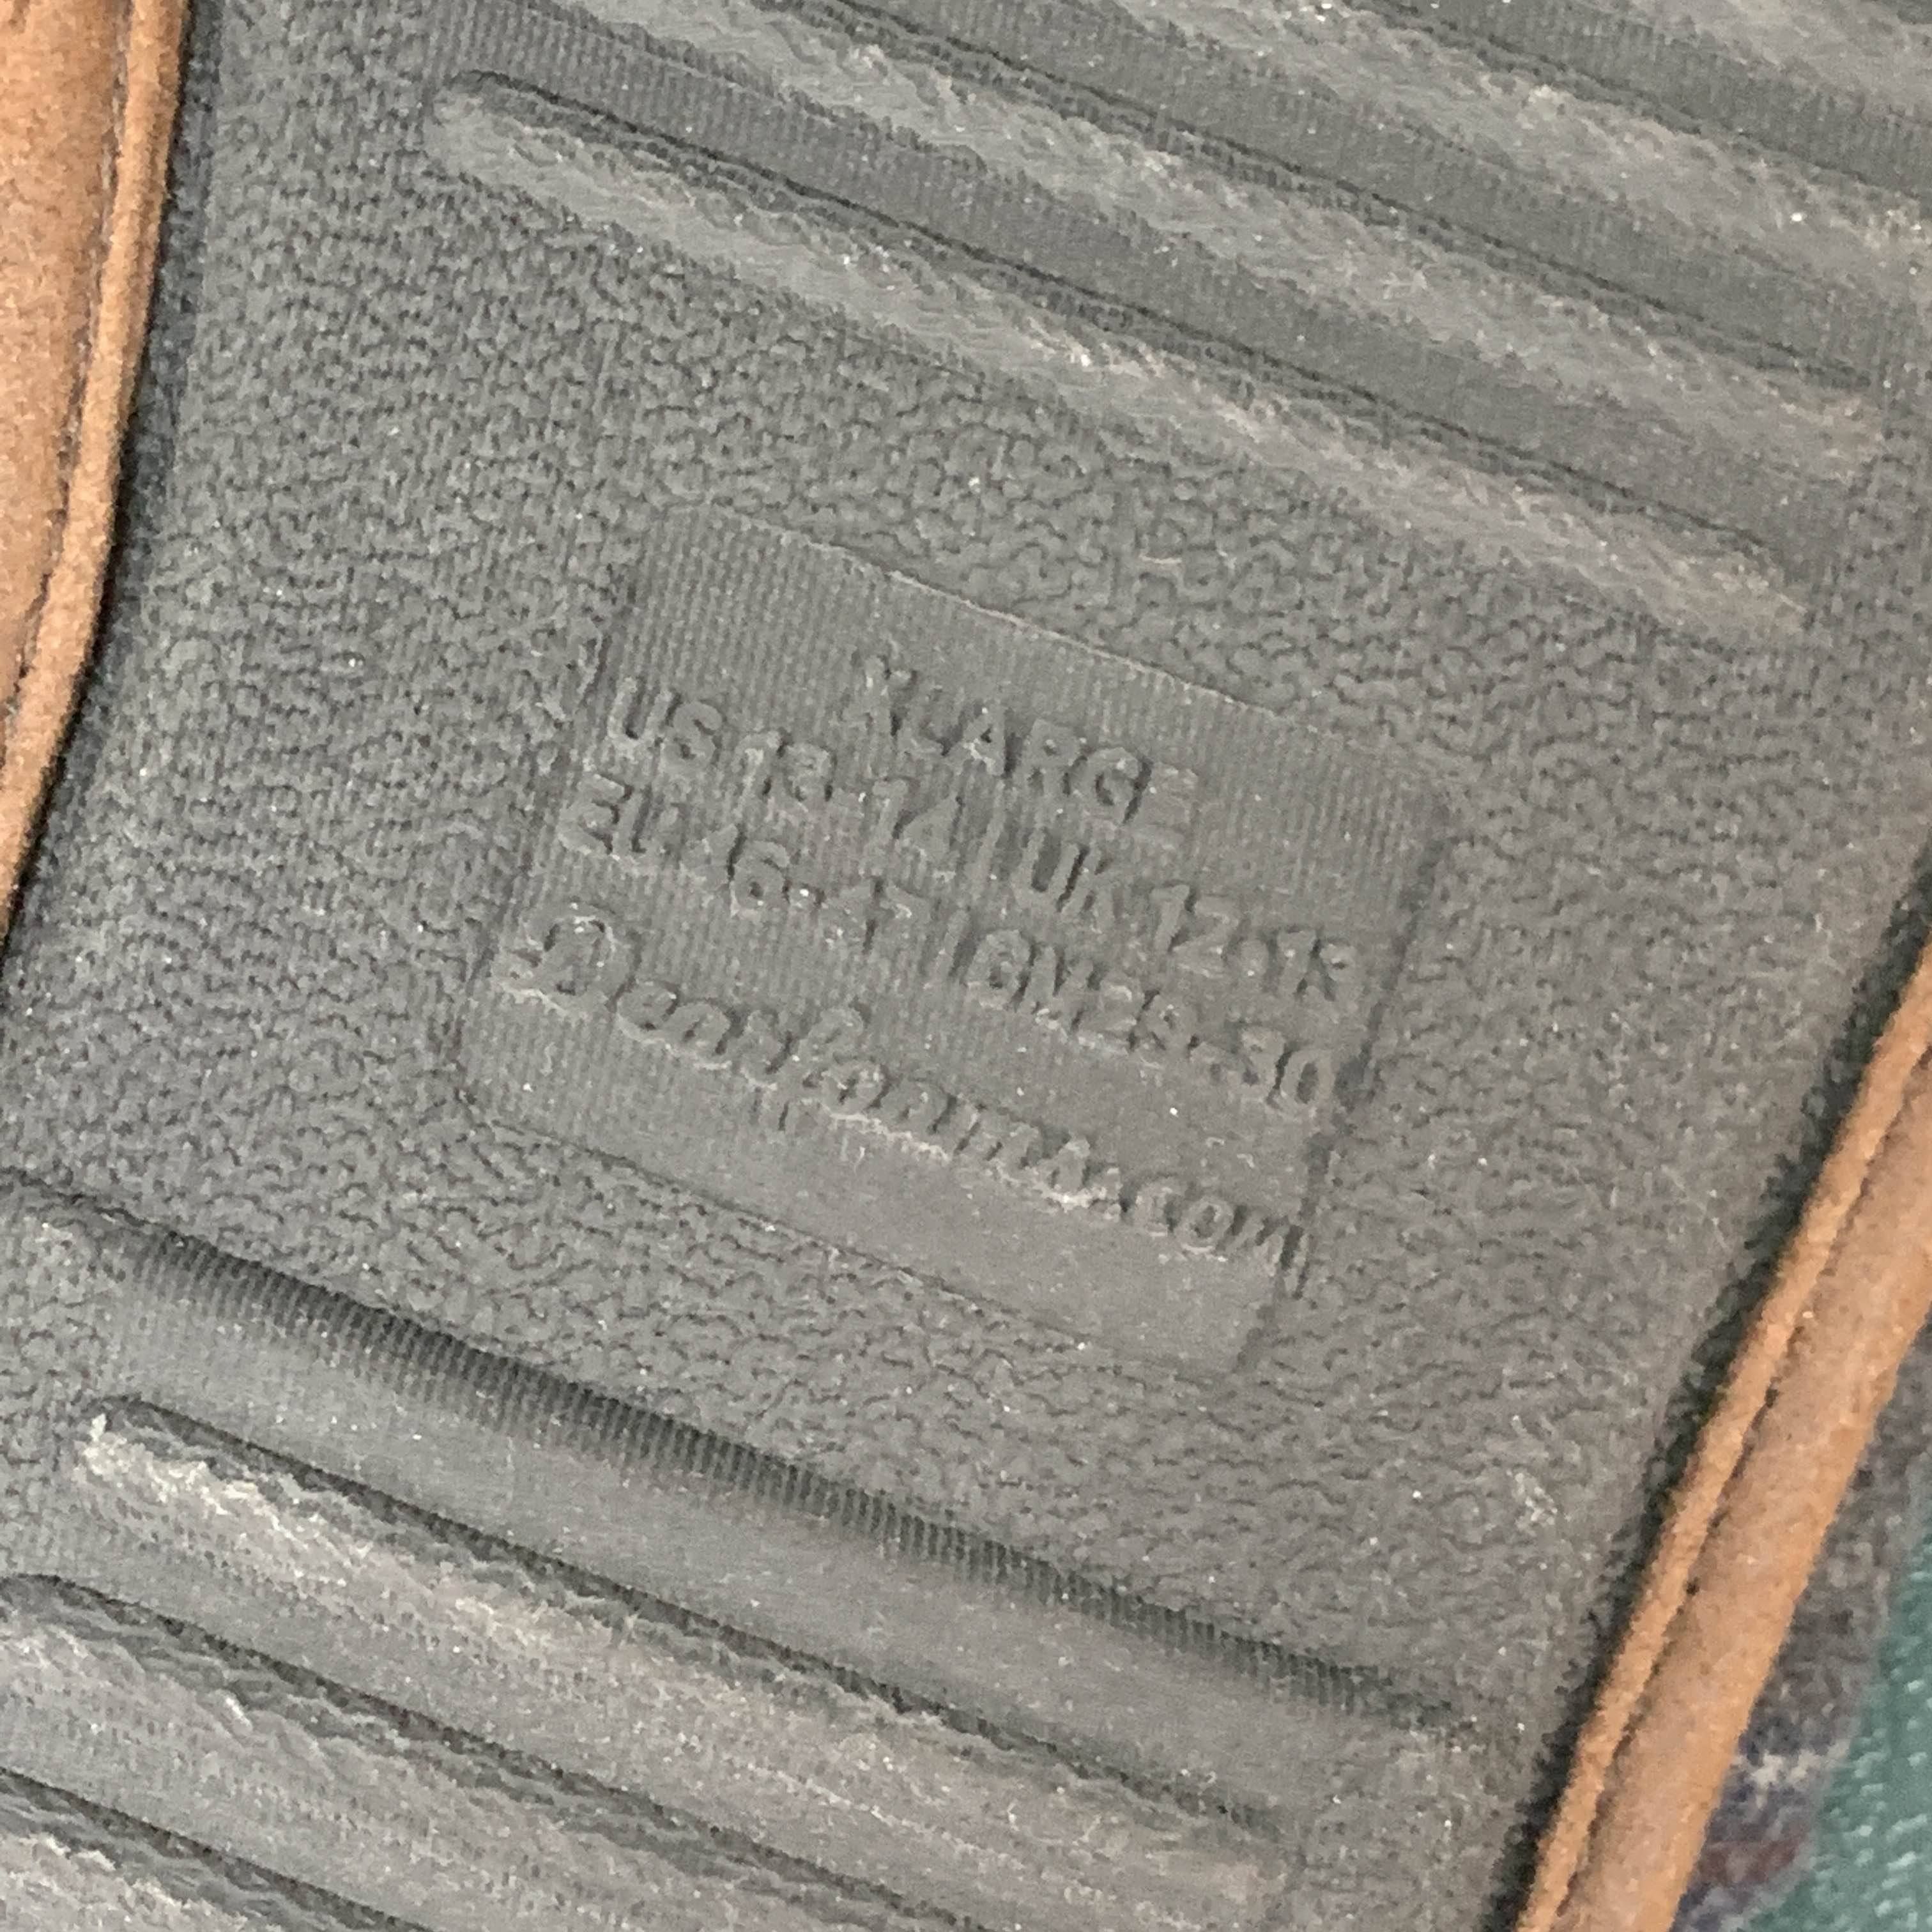 XLARGE
US 13-14 | UK 12-13
EU 46-47 | CM 29-30
Dearfoams.com